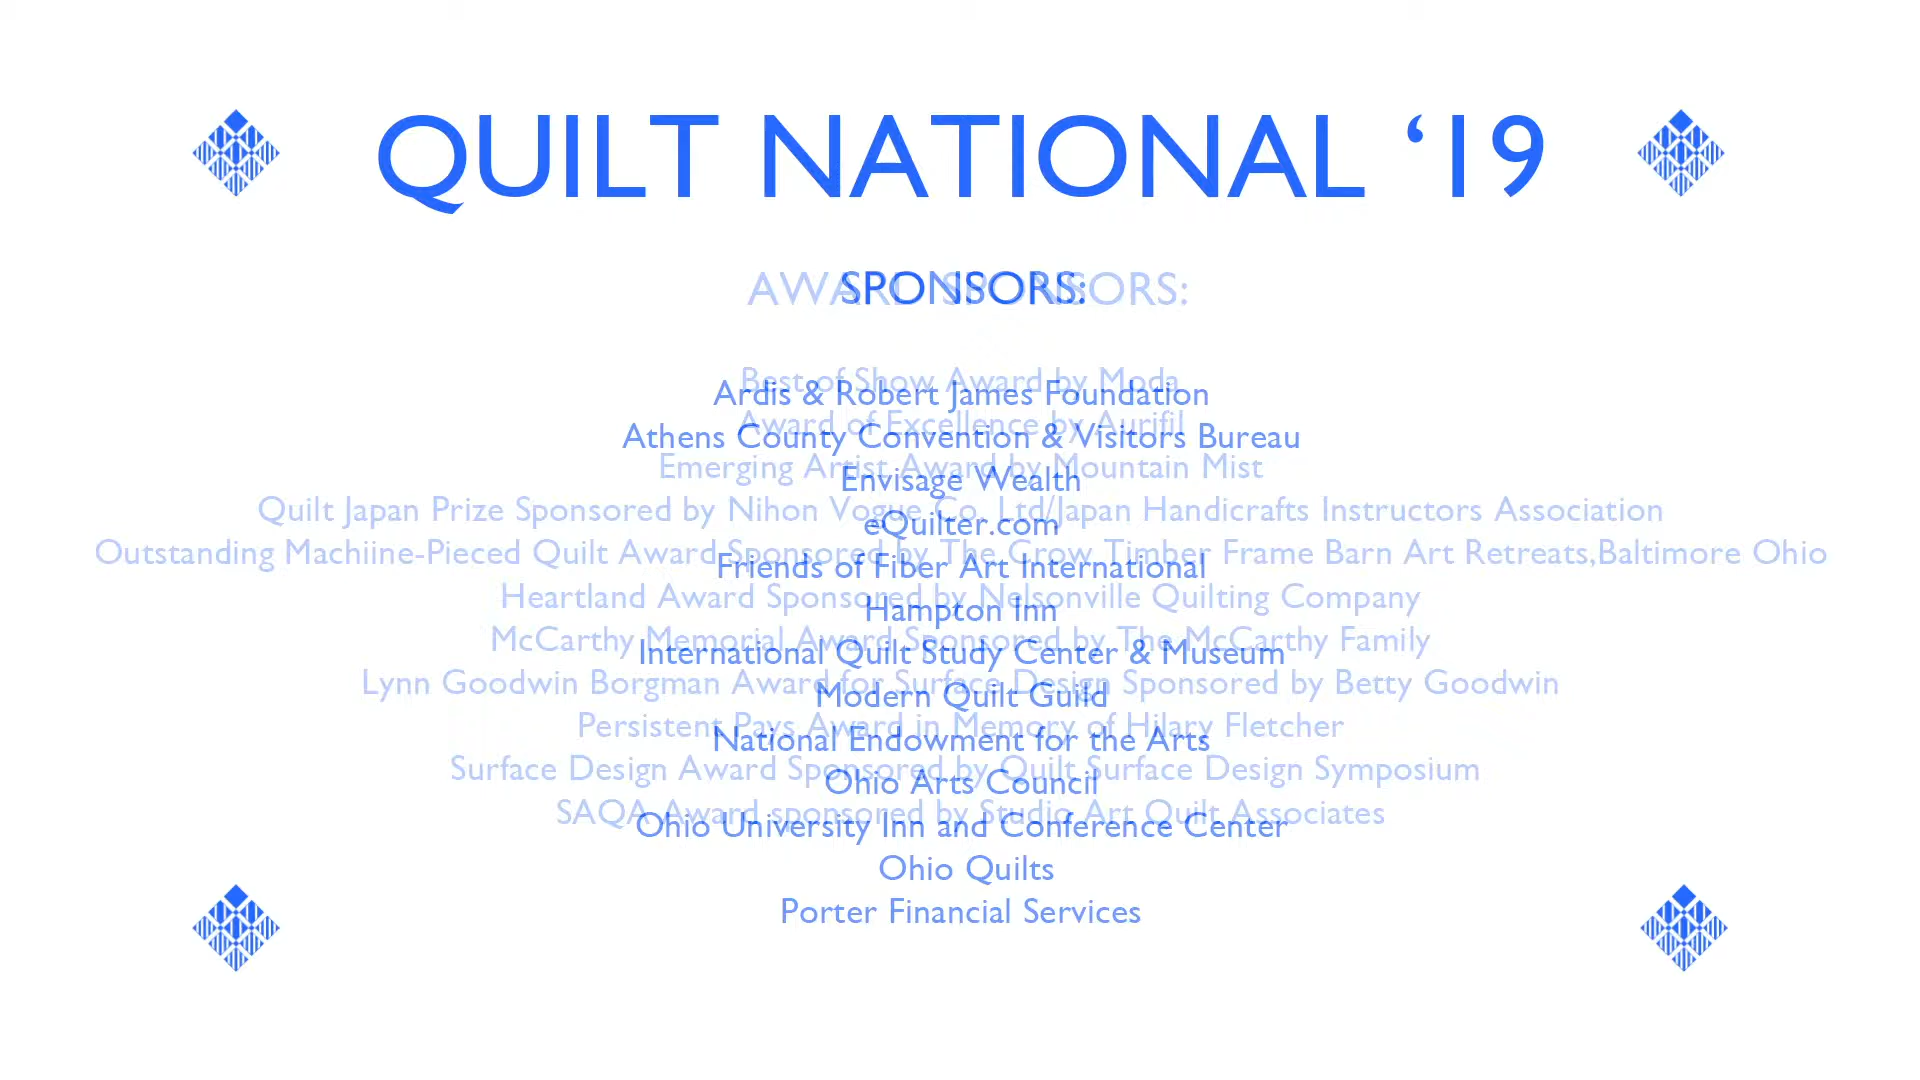 QUILT NATIONAL ‘19
AWARD SPONSORS:
Best of Show Award by Moda
Award of Excellence by Aurifil
Emerging Artist Award by Mountain Mist
Quilt Japan Prize Sponsored by Nihon Vogue Co. Ltd/Japan Handicrafts Instructors Association
Outstanding Machiine-Pieced Quilt Award Sponsored by The Crow Timber Frame Barn Art Retreats,Baltimore Ohio
Heartland Award Sponsored by Nelsonville Quilting Company
McCarthy Memorial Award Sponsored by The McCarthy Family
Lynn Goodwin Borgman Award for Surface Design Sponsored by Betty Goodwin
Persistent Pays Award in Memory of Hilary Fletcher
Surface Design Award Sponsored by Quilt Surface Design Symposium
SAQA Award sponsored by Studio Art Quilt Associates
SPONSORS:
Ardis & Robert James Foundation
Athens County Convention & Visitors Bureau
Envisage Wealth
eQuilter.com
Friends of Fiber Art International
Hampton Inn
International Quilt Study Center & Museum
Modern Quilt Guild
National Endowment for the Arts
Ohio Arts Council
Ohio University Inn and Conference Center
Ohio Quilts
Porter Financial Services